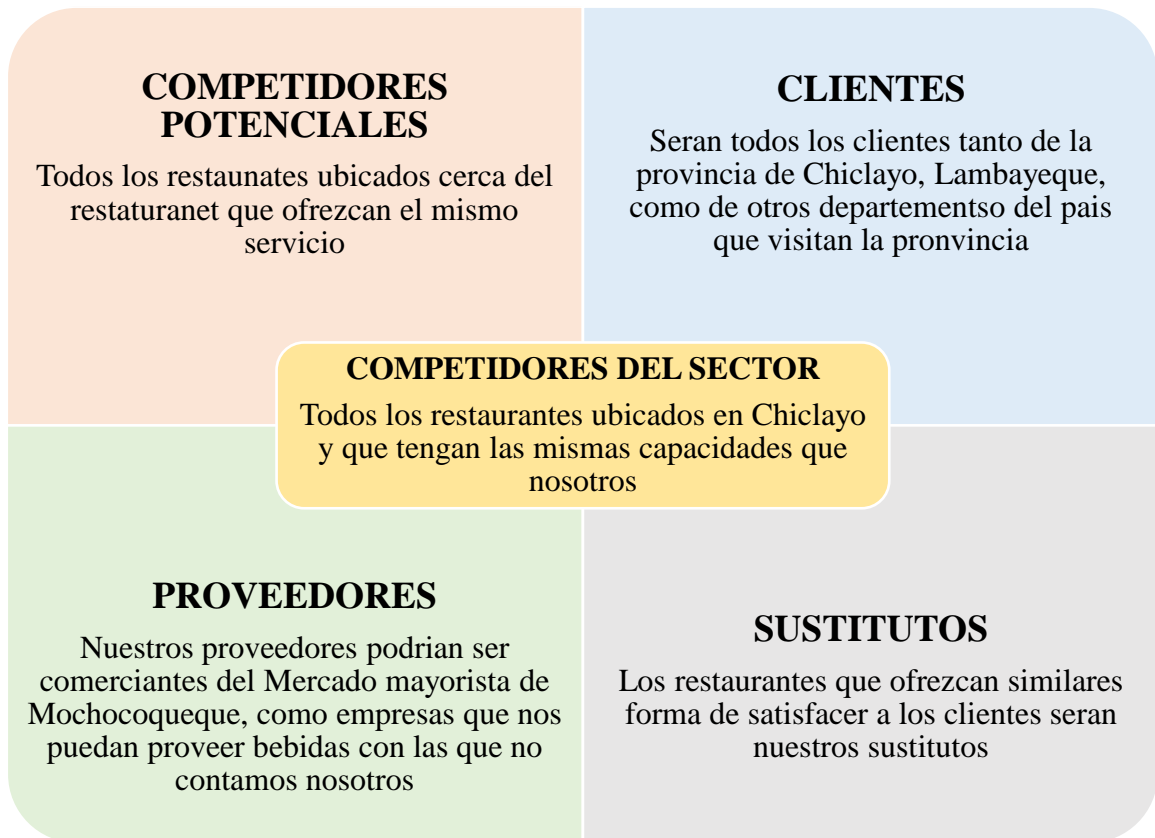 COMPETIDORES
POTENCIALES
Todos los restaunates ubicados cerca del
restaturanet que ofrezcan el mismo
servicio
CLIENTES
Seran todos los clientes tanto de la
provincia de Chiclayo, Lambayeque,
como de otros departementso del pais
que visitan la pronvincia
COMPETIDORES DEL SECTOR
Todos los restaurantes ubicados en Chiclayo
y que tengan las mismas capacidades que
nosotros
PROVEEDORES
Nuestros proveedores podrian ser
comerciantes del Mercado mayorista de
Mochocoqueque, como empresas que nos
puedan proveer bebidas con las que no
contamos nosotros
SUSTITUTOS
Los restaurantes que ofrezcan similares
forma de satisfacer a los clientes seran
nuestros sustitutos